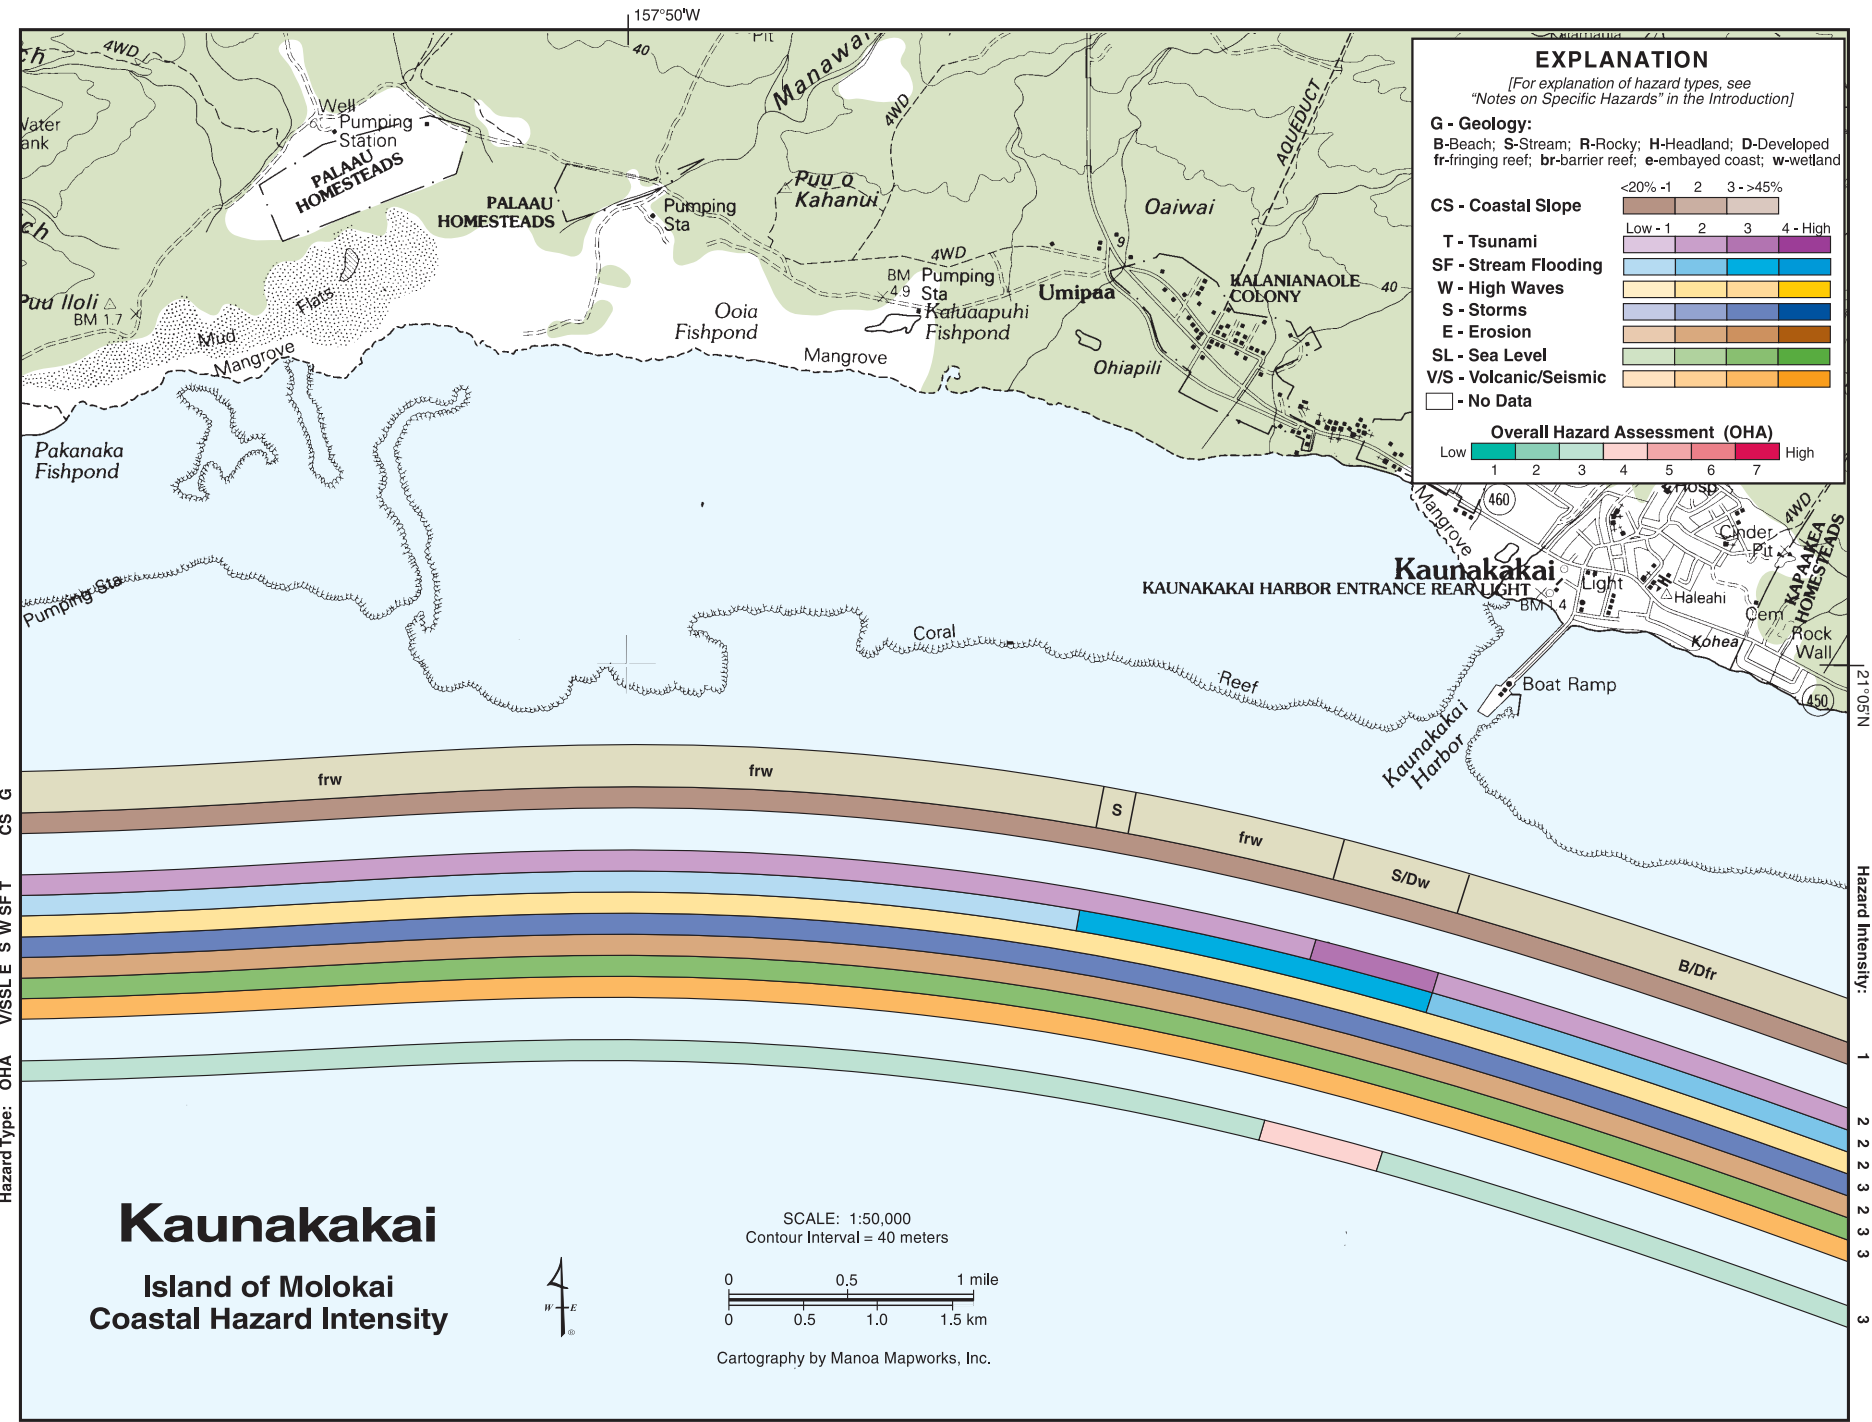 157°50'W
4WD
40
Pit
Manawai
Well
Pumping
Station
PALAAU
HOMESTEADS
4WD
AQUEDUCT
PALAAU
HOMESTEADS
Pumping
Sta
Puu o
Kahanui
Oaiwai
9
4WD
BM
4.9
Pumping
Sta
Umipaa
KALANIANAOLE
COLONY
40
Puu Iloli
BM 1.7
Flats
Mud
Mangrove
Ooia
Fishpond
Kaluaapuhi
Fishpond
Mangrove
Ohiapili
Pakanaka
Fishpond
EXPLANATION
[For explanation of hazard types, see
"Notes on Specific Hazards" in the Introduction]
G - Geology:
B-Beach; S-Stream; R-Rocky; H-Headland; D-Developed
fr-fringing reef; br-barrier reef; e-embayed coast; w-wetland
<20% -1 2 3 - >45%
CS - Coastal Slope
Low - 1 2 3 4 - High
T - Tsunami
SF - Stream Flooding
W - High Waves
S - Storms
E - Erosion
SL - Sea Level
V/S - Volcanic/Seismic
- No Data
Overall Hazard Assessment (OHA)
Low High
1 2 3 4 5 6 7
Hosp
460
Mangrove
Cinder
Pit
4WD
KAPAAKEA
HOMESTEADS
Kaunakakai
KAUNAKAKAI HARBOR ENTRANCE REAR LIGHT
Light
BM 1.4
Haleahi
Cem
Kohea
Rock
Wall
450
21°05'N
Pumping Sta
Coral
Reef
Boat Ramp
Kaunakakai
Harbor
frw
frw
S
frw
S/Dw
B/Dfr
G
CS
T
SF
W
S
E
SL
V/S
OHA
Hazard Type:
Hazard Intensity:
1
2
2
2
3
2
3
3
3
Kaunakakai
Island of Molokai
Coastal Hazard Intensity
W E
SCALE: 1:50,000
Contour Interval = 40 meters
0 0.5 1 mile
0 0.5 1.0 1.5 km
Cartography by Manoa Mapworks, Inc.